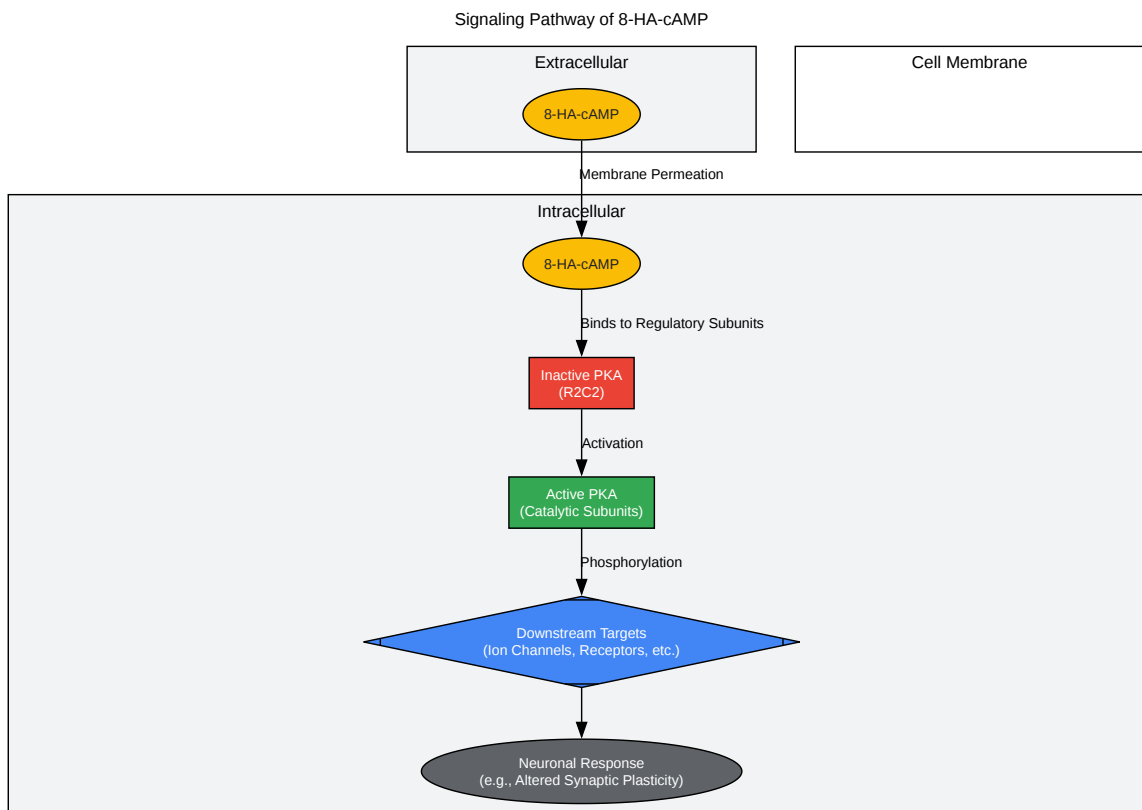 Signaling Pathway of 8-HA-cAMP
Extracellular
Cell Membrane
8-HA-cAMP
Membrane Permeation
Intracellular
8-HA-cAMP
Binds to Regulatory Subunits
Inactive PKA
(R2C2)
Activation
Active PKA
(Catalytic Subunits)
Phosphorylation
Downstream Targets
(Ion Channels, Receptors, etc.)
Neuronal Response
(e.g., Altered Synaptic Plasticity)